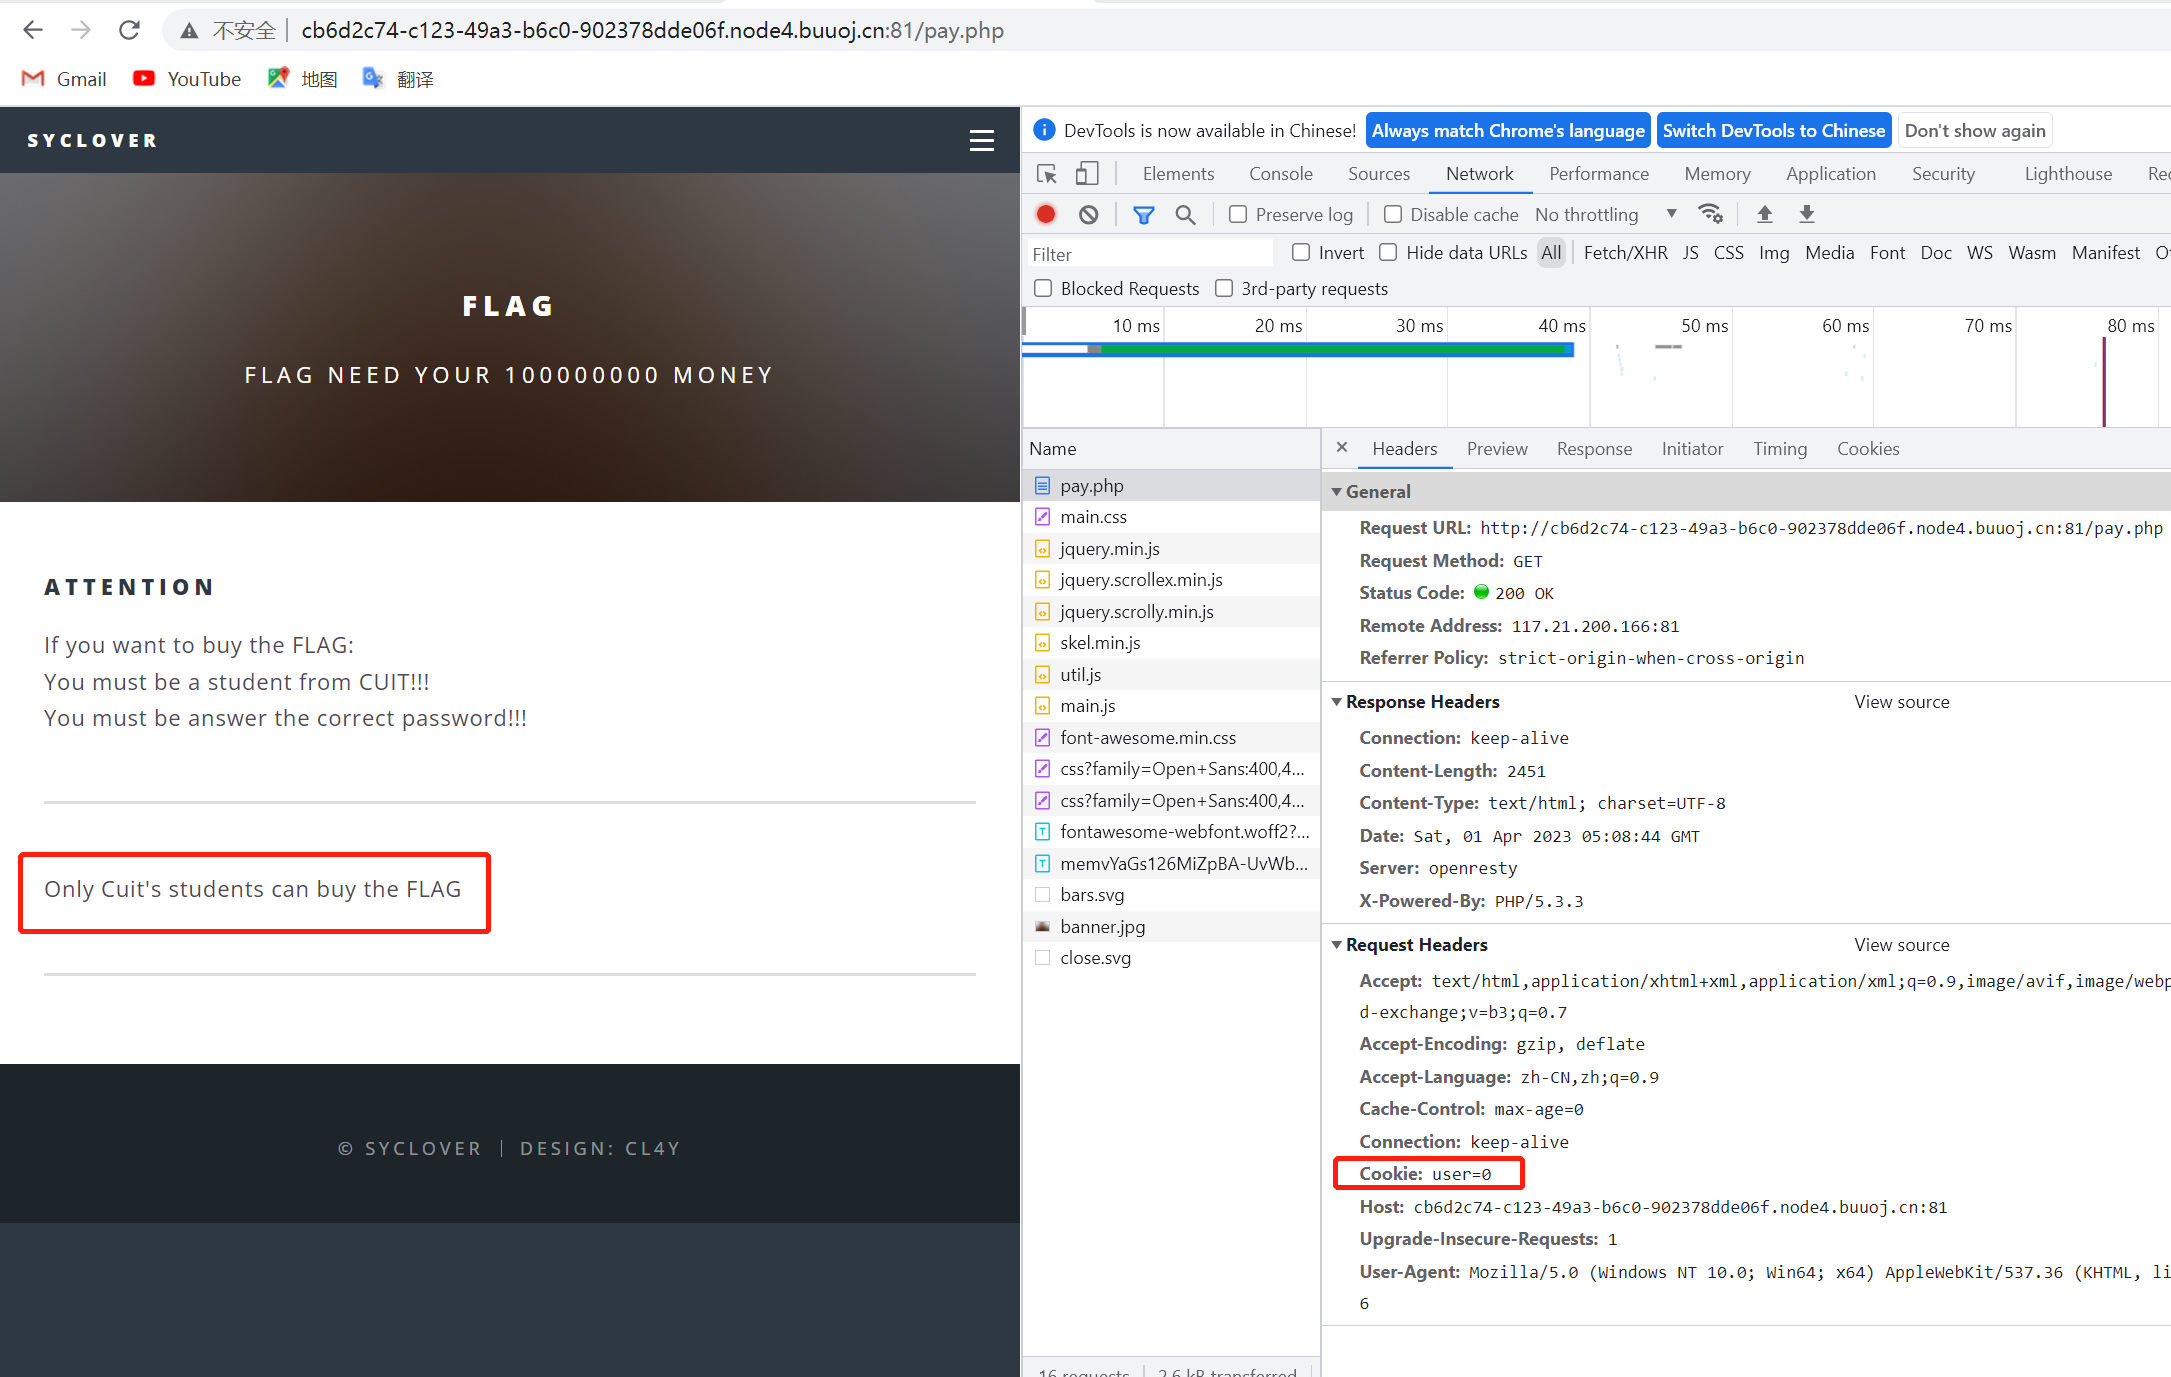 不安全 cb6d2c74-c123-49a3-b6c0-902378dde06f.node4.buuoj.cn:81/pay.php
Gmail YouTube 地图 翻译
SYCLOVER
FLAG
FLAG NEED YOUR 100000000 MONEY
ATTENTION
If you want to buy the FLAG:
You must be a student from CUIT!!!
You must be answer the correct password!!!
Only Cuit's students can buy the FLAG
© SYCLOVER | DESIGN: CL4Y
DevTools is now available in Chinese! Always match Chrome's language Switch DevTools to Chinese Don't show again
Elements Console Sources Network Performance Memory Application Security Lighthouse Rec
Preserve log Disable cache No throttling
Filter Invert Hide data URLs All Fetch/XHR JS CSS Img Media Font Doc WS Wasm Manifest
Blocked Requests 3rd-party requests
10 ms 20 ms 30 ms 40 ms 50 ms 60 ms 70 ms 80 ms
Name
pay.php
main.css
jquery.min.js
jquery.scrollex.min.js
jquery.scrolly.min.js
skel.min.js
util.js
main.js
font-awesome.min.css
css?family=Open+Sans:400,4...
css?family=Open+Sans:400,4...
fontawesome-webfont.woff2?...
memvYaGs126MiZpBA-UvWb...
bars.svg
banner.jpg
close.svg
16 requests 2.6 kB transferred
Headers Preview Response Initiator Timing Cookies
General
Request URL: http://cb6d2c74-c123-49a3-b6c0-902378dde06f.node4.buuoj.cn:81/pay.php
Request Method: GET
Status Code: 200 OK
Remote Address: 117.21.200.166:81
Referrer Policy: strict-origin-when-cross-origin
Response Headers View source
Connection: keep-alive
Content-Length: 2451
Content-Type: text/html; charset=UTF-8
Date: Sat, 01 Apr 2023 05:08:44 GMT
Server: openresty
X-Powered-By: PHP/5.3.3
Request Headers View source
Accept: text/html,application/xhtml+xml,application/xml;q=0.9,image/avif,image/webp
d-exchange;v=b3;q=0.7
Accept-Encoding: gzip, deflate
Accept-Language: zh-CN,zh;q=0.9
Cache-Control: max-age=0
Connection: keep-alive
Cookie: user=0
Host: cb6d2c74-c123-49a3-b6c0-902378dde06f.node4.buuoj.cn:81
Upgrade-Insecure-Requests: 1
User-Agent: Mozilla/5.0 (Windows NT 10.0; Win64; x64) AppleWebKit/537.36 (KHTML, li
6